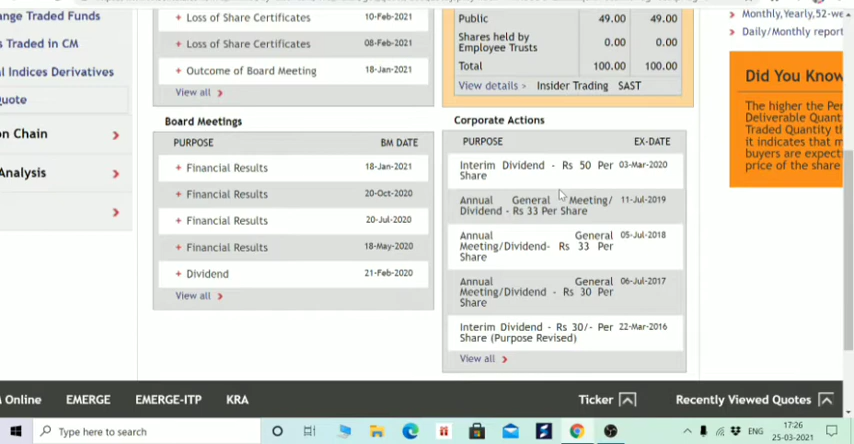 ange Traded Funds
s Traded in CM
l Indices Derivatives
uote
on Chain
Analysis
+ Loss of Share Certificates 10-Feb-2021
+ Loss of Share Certificates 08-Feb-2021
+ Outcome of Board Meeting 18-Jan-2021
View all >
Public 49.00 49.00
Shares held by
Employee Trusts 0.00 0.00
Total 100.00 100.00
View details > Insider Trading SAST
> Monthly,Yearly,52-we
> Daily/Monthly report
Did You Know
The higher the Per
Deliverable Quant
Traded Quantity th
it indicates that m
buyers are expect
price of the share
Board Meetings
PURPOSE BM DATE
+ Financial Results 18-Jan-2021
+ Financial Results 20-Oct-2020
+ Financial Results 20-Jul-2020
+ Financial Results 18-May-2020
+ Dividend 21-Feb-2020
View all >
Corporate Actions
PURPOSE EX-DATE
Interim Dividend - Rs 50 Per 03-Mar-2020
Share
Annual General Meeting/ 11-Jul-2019
Dividend - Rs 33 Per Share
Annual General 05-Jul-2018
Meeting/Dividend- Rs 33 Per
Share
Annual General 06-Jul-2017
Meeting/Dividend - Rs 30 Per
Share
Interim Dividend - Rs 30/- Per 22-Mar-2016
Share (Purpose Revised)
View all >
Online EMERGE EMERGE-ITP KRA Ticker Recently Viewed Quotes
Type here to search ENG 17:26
25-03-2021